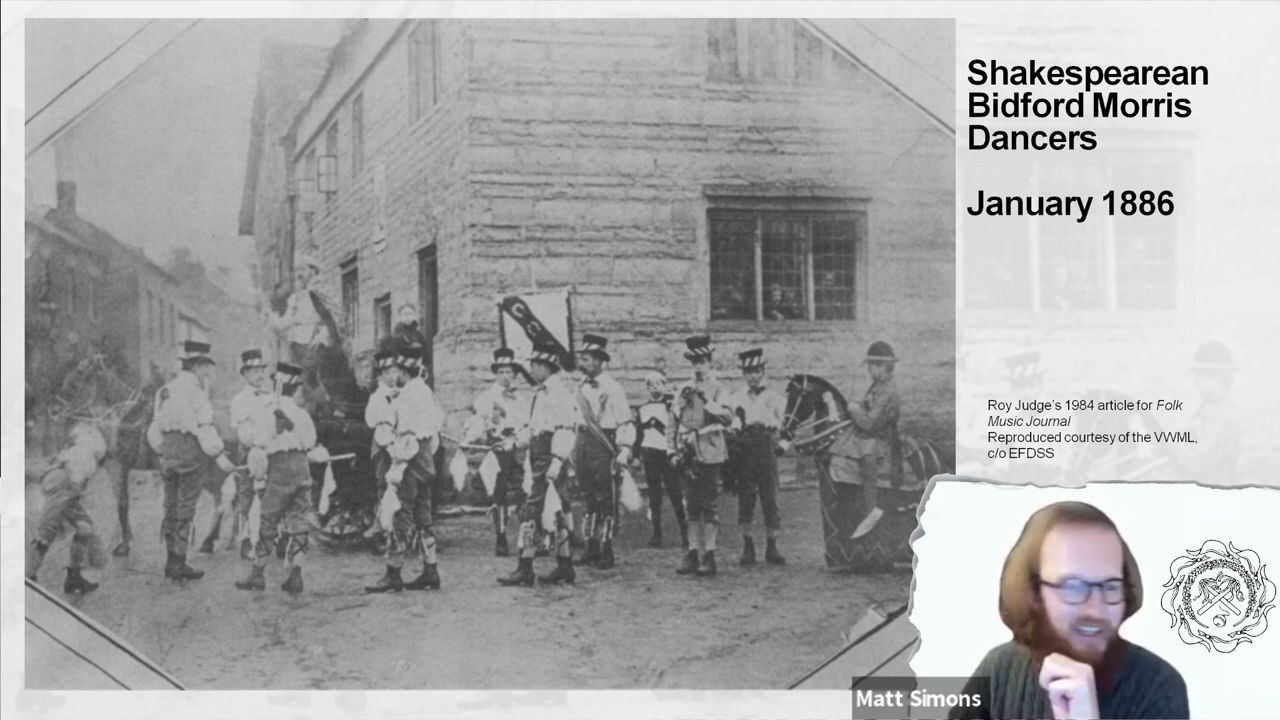 Shakespearean
Bidford Morris
Dancers
January 1886
C C C
Roy Judge's 1984 article for Folk
Music Journal
Reproduced courtesy of the VWML,
c/o EFDSS
Matt Simons